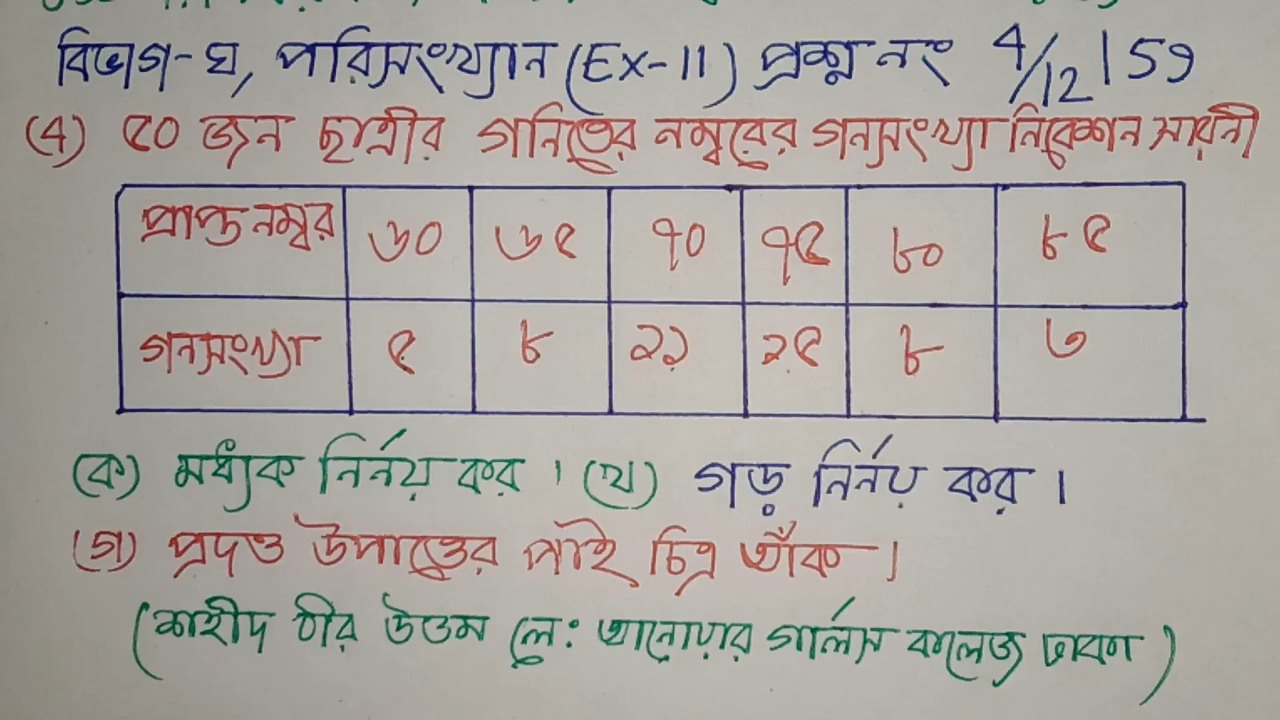 বিভাগ-ঘ, পরিসংখ্যান (Ex-11) প্রশ্ন নং 4/12 | 59
(4) ৫০ জন ছাত্রীর গনিতের নম্বরের গনসংখ্যা নিবেশন সারনী
প্রাপ্ত নম্বর ৬০ ৬৫ ৭০ ৭৫ ৮০ ৮৫
গনসংখ্যা ৫ ৮ ১১ ১৫ ৮ ৩
(ক) মধ্যক নির্নয় কর । (খ) গড় নির্নয় কর ।
(গ) প্রদত্ত উপাত্তের পাই চিত্র আঁক ।
(শহীদ বীর উত্তম লে: আনোয়ার গার্লস কলেজ ঢাকা)